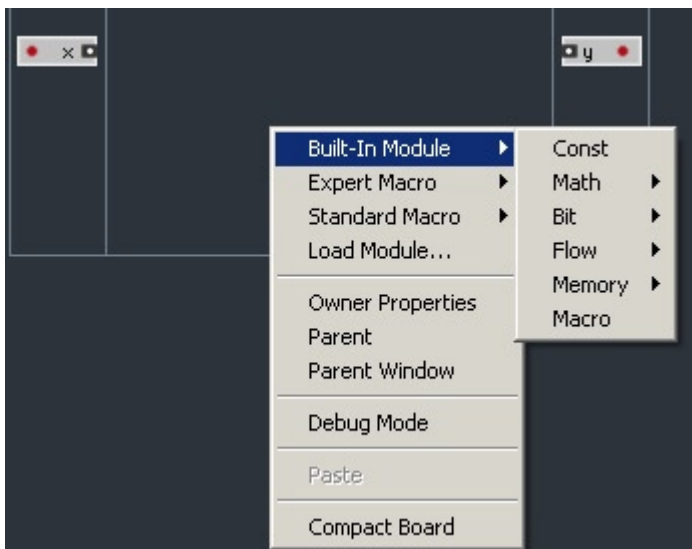 x
y
Built-In Module
Expert Macro
Standard Macro
Load Module...
Owner Properties
Parent
Parent Window
Debug Mode
Paste
Compact Board
Const
Math
Bit
Flow
Memory
Macro